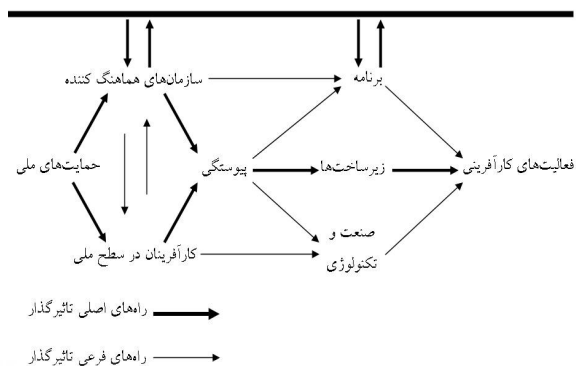 سازمان‌های هماهنگ کننده
برنامه
حمایت‌های ملی
پیوستگی
زیرساخت‌ها
فعالیت‌های کارآفرینی
کارآفرینان در سطح ملی
صنعت و
تکنولوژی
راه‌های اصلی تاثیرگذار
راه‌های فرعی تاثیرگذار